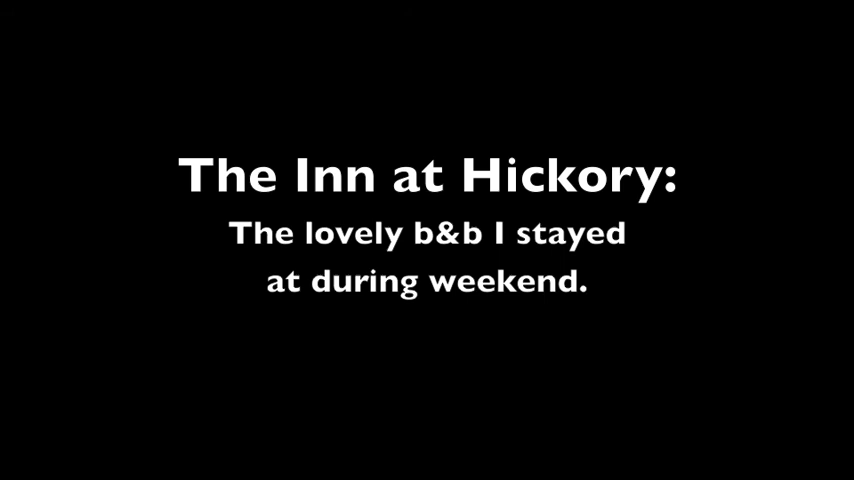 The Inn at Hickory:
The lovely b&b I stayed
at during weekend.